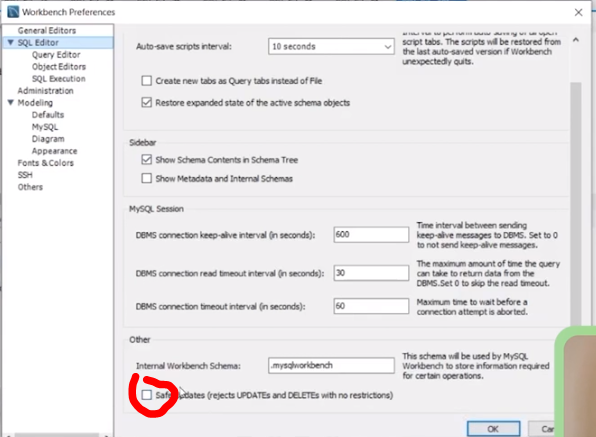 Workbench Preferences
General Editors
SQL Editor
Query Editor
Object Editors
SQL Execution
Administration
Modeling
Defaults
MySQL
Diagram
Appearance
Fonts & Colors
SSH
Others
Auto-save scripts interval:
10 seconds
script tabs. The scripts will be restored
from the last auto-saved version if Workbench
unexpectedly quits.
Create new tabs as Query tabs instead of File
Restore expanded state of the active schema objects
Sidebar
Show Schema Contents in Schema Tree
Show Metadata and Internal Schemas
MySQL Session
DBMS connection keep-alive interval (in seconds):
600
Time interval between sending
keep-alive messages to DBMS. Set to 0
to not send keep-alive messages.
DBMS connection read timeout interval (in seconds):
30
The maximum amount of time the query
can take to return data from the
DBMS.Set 0 to skip the read timeout.
DBMS connection timeout interval (in seconds):
60
Maximum time to wait before a
connection attempt is aborted.
Other
Internal Workbench Schema:
.mysqlworkbench
This schema will be used by MySQL
Workbench to store information required
for certain operations.
Safe Updates (rejects UPDATEs and DELETEs with no restrictions)
OK
Can